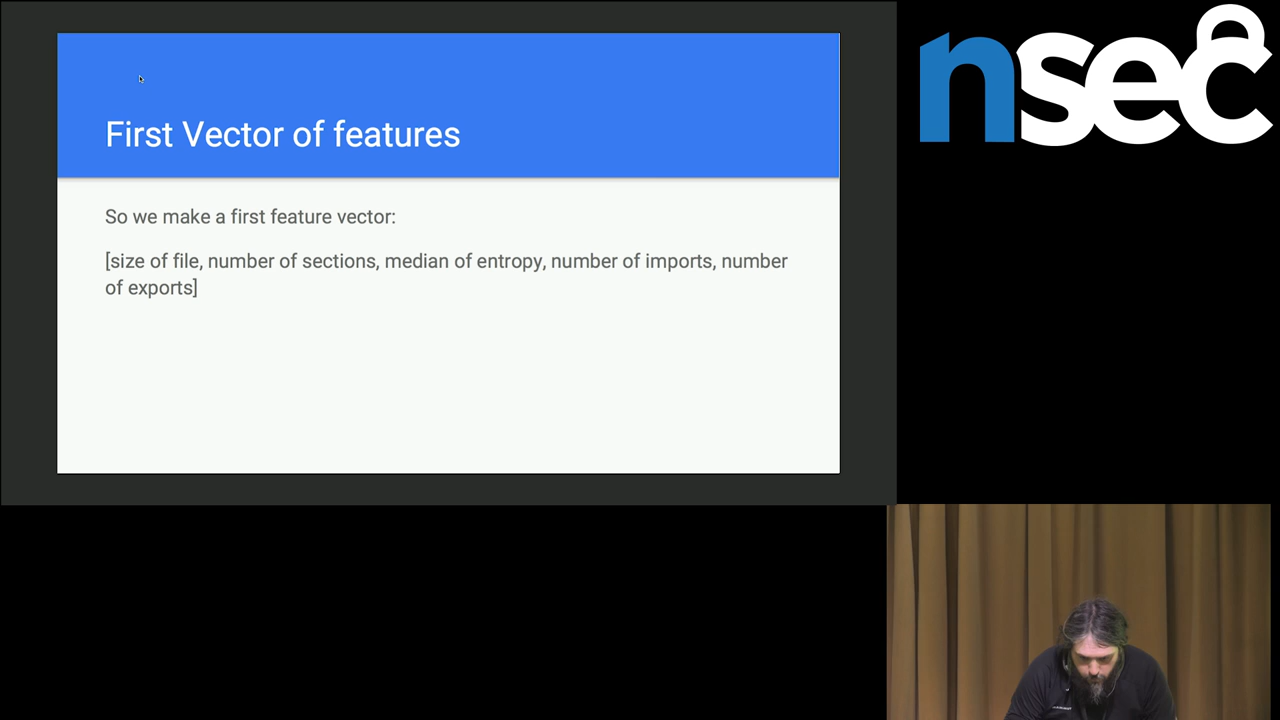 First Vector of features
So we make a first feature vector:
[size of file, number of sections, median of entropy, number of imports, number
of exports]
nsec